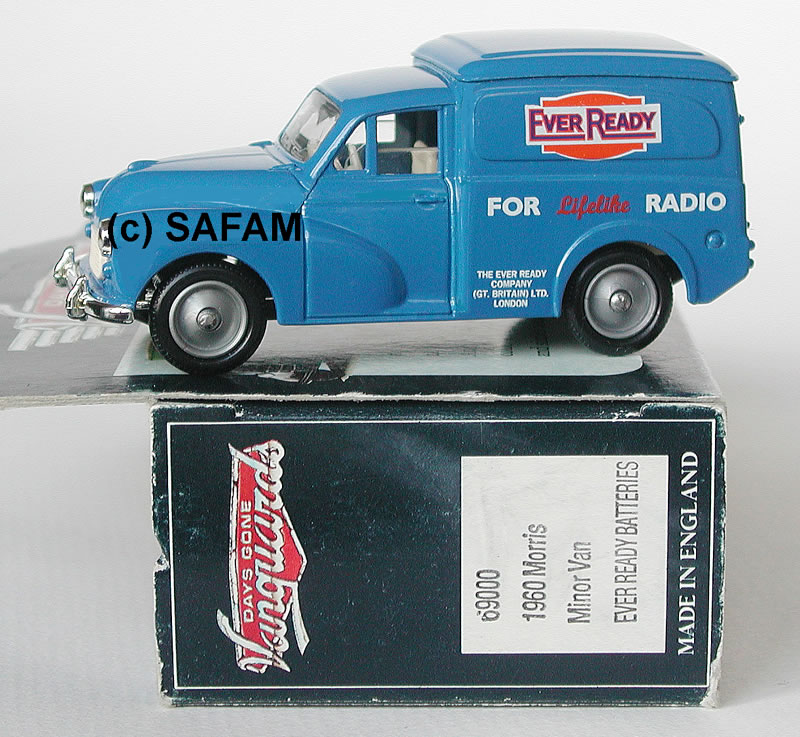 EVER READY
FOR Lifelike RADIO
(c) SAFAM
THE EVER READY
COMPANY
(GT. BRITAIN) LTD.
LONDON
DAYS GONE
Vanguards
69000
1960 Morris
Minor Van
EVER READY BATTERIES
MADE IN ENGLAND